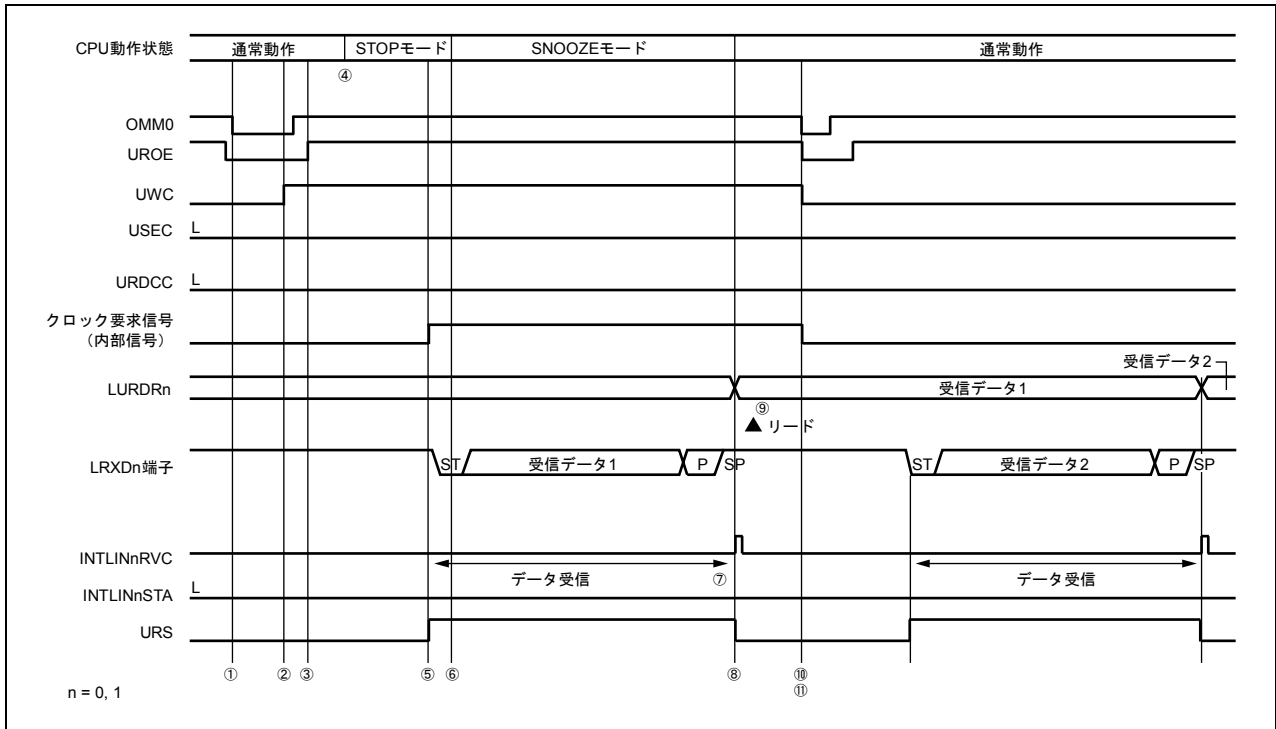 CPU動作状態 通常動作 STOPモード SNOOZEモード 通常動作
④
OMM0
UROE
UWC
USEC L
URDCC L
クロック要求信号
（内部信号）
受信データ2
LURDRn 受信データ1
⑨
▲ リード
LRXDn端子 ST 受信データ1 P SP ST 受信データ2 P SP
INTLINnRVC
データ受信 ⑦ データ受信
INTLINnSTA L
URS
① ② ③ ⑤ ⑥ ⑧ ⑩
⑪
n = 0, 1